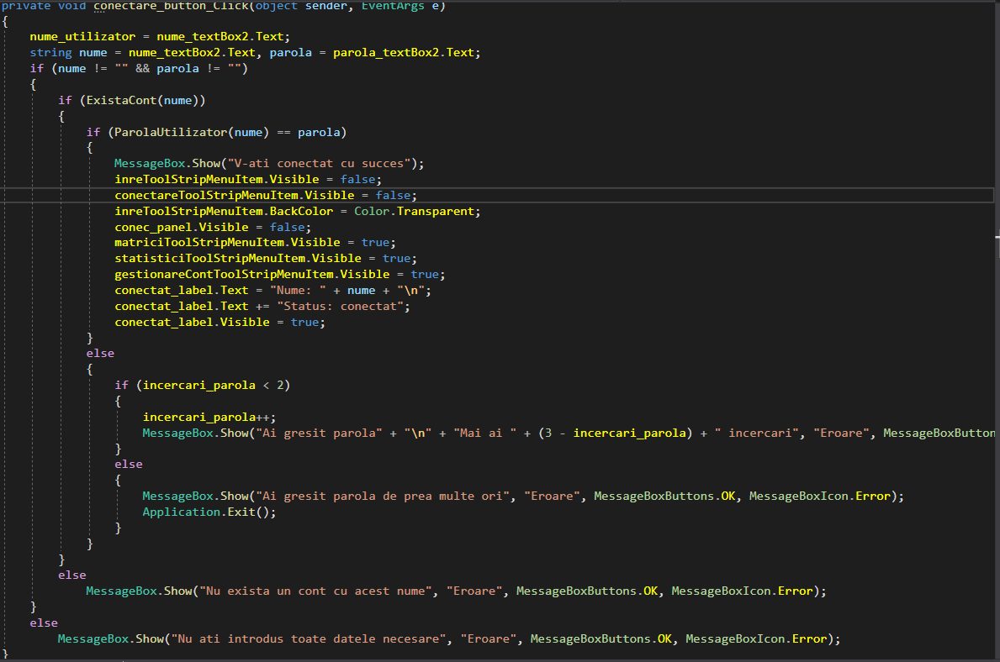 private void conectare_button_Click(object sender, EventArgs e)
{
nume_utilizator = nume_textBox2.Text;
string nume = nume_textBox2.Text, parola = parola_textBox2.Text;
if (nume != "" && parola != "")
{
if (ExistaCont(nume))
{
if (ParolaUtilizator(nume) == parola)
{
MessageBox.Show("V-ati conectat cu succes");
inreToolStripMenuItem.Visible = false;
conectareToolStripMenuItem.Visible = false;
inreToolStripMenuItem.BackColor = Color.Transparent;
conec_panel.Visible = false;
matriciToolStripMenuItem.Visible = true;
statisticiToolStripMenuItem.Visible = true;
gestionareContToolStripMenuItem.Visible = true;
conectat_label.Text = "Nume: " + nume + "\n";
conectat_label.Text += "Status: conectat";
conectat_label.Visible = true;
}
else
{
if (incercari_parola < 2)
{
incercari_parola++;
MessageBox.Show("Ai gresit parola" + "\n" + "Mai ai " + (3 - incercari_parola) + " incercari", "Eroare", MessageBoxButton
}
else
{
MessageBox.Show("Ai gresit parola de prea multe ori", "Eroare", MessageBoxButtons.OK, MessageBoxIcon.Error);
Application.Exit();
}
}
}
else
MessageBox.Show("Nu exista un cont cu acest nume", "Eroare", MessageBoxButtons.OK, MessageBoxIcon.Error);
}
else
MessageBox.Show("Nu ati introdus toate datele necesare", "Eroare", MessageBoxButtons.OK, MessageBoxIcon.Error);
}